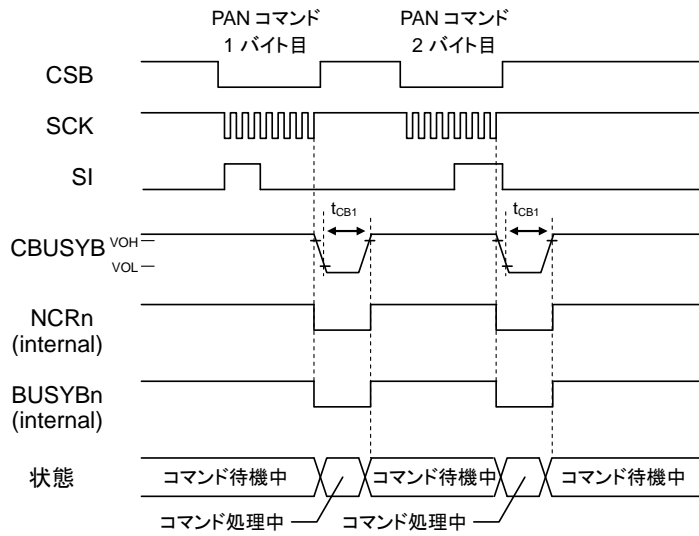 PAN コマンド
1 バイト目
PAN コマンド
2 バイト目
CSB
SCK
SI
tCB1
tCB1
CBUSYB
VOH
VOL
NCRn
(internal)
BUSYBn
(internal)
状態
コマンド待機中
コマンド待機中
コマンド待機中
コマンド処理中
コマンド処理中